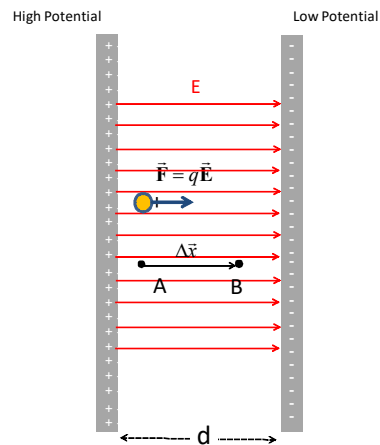 High Potential Low Potential
E
F⃗ = qE⃗
Δx⃗
A B
d